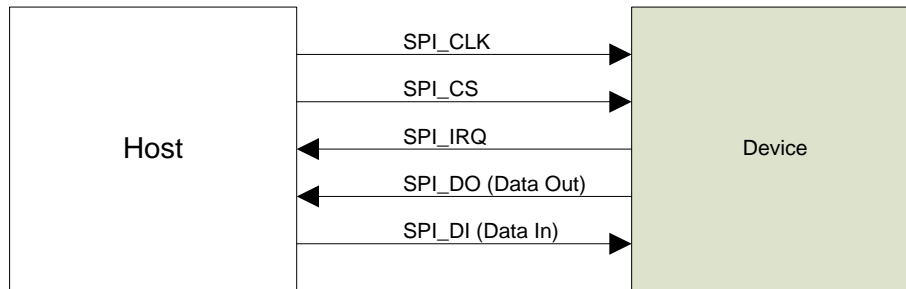 SPI_CLK
SPI_CS
Host
SPI_IRQ
Device
SPI_DO (Data Out)
SPI_DI (Data In)